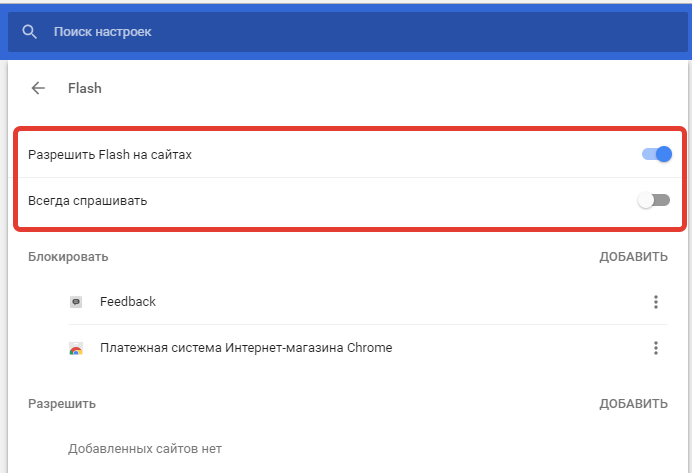 Поиск настроек
Flash
Разрешить Flash на сайтах
Всегда спрашивать
Блокировать ДОБАВИТЬ
Feedback
Платежная система Интернет-магазина Chrome
Разрешить ДОБАВИТЬ
Добавленных сайтов нет